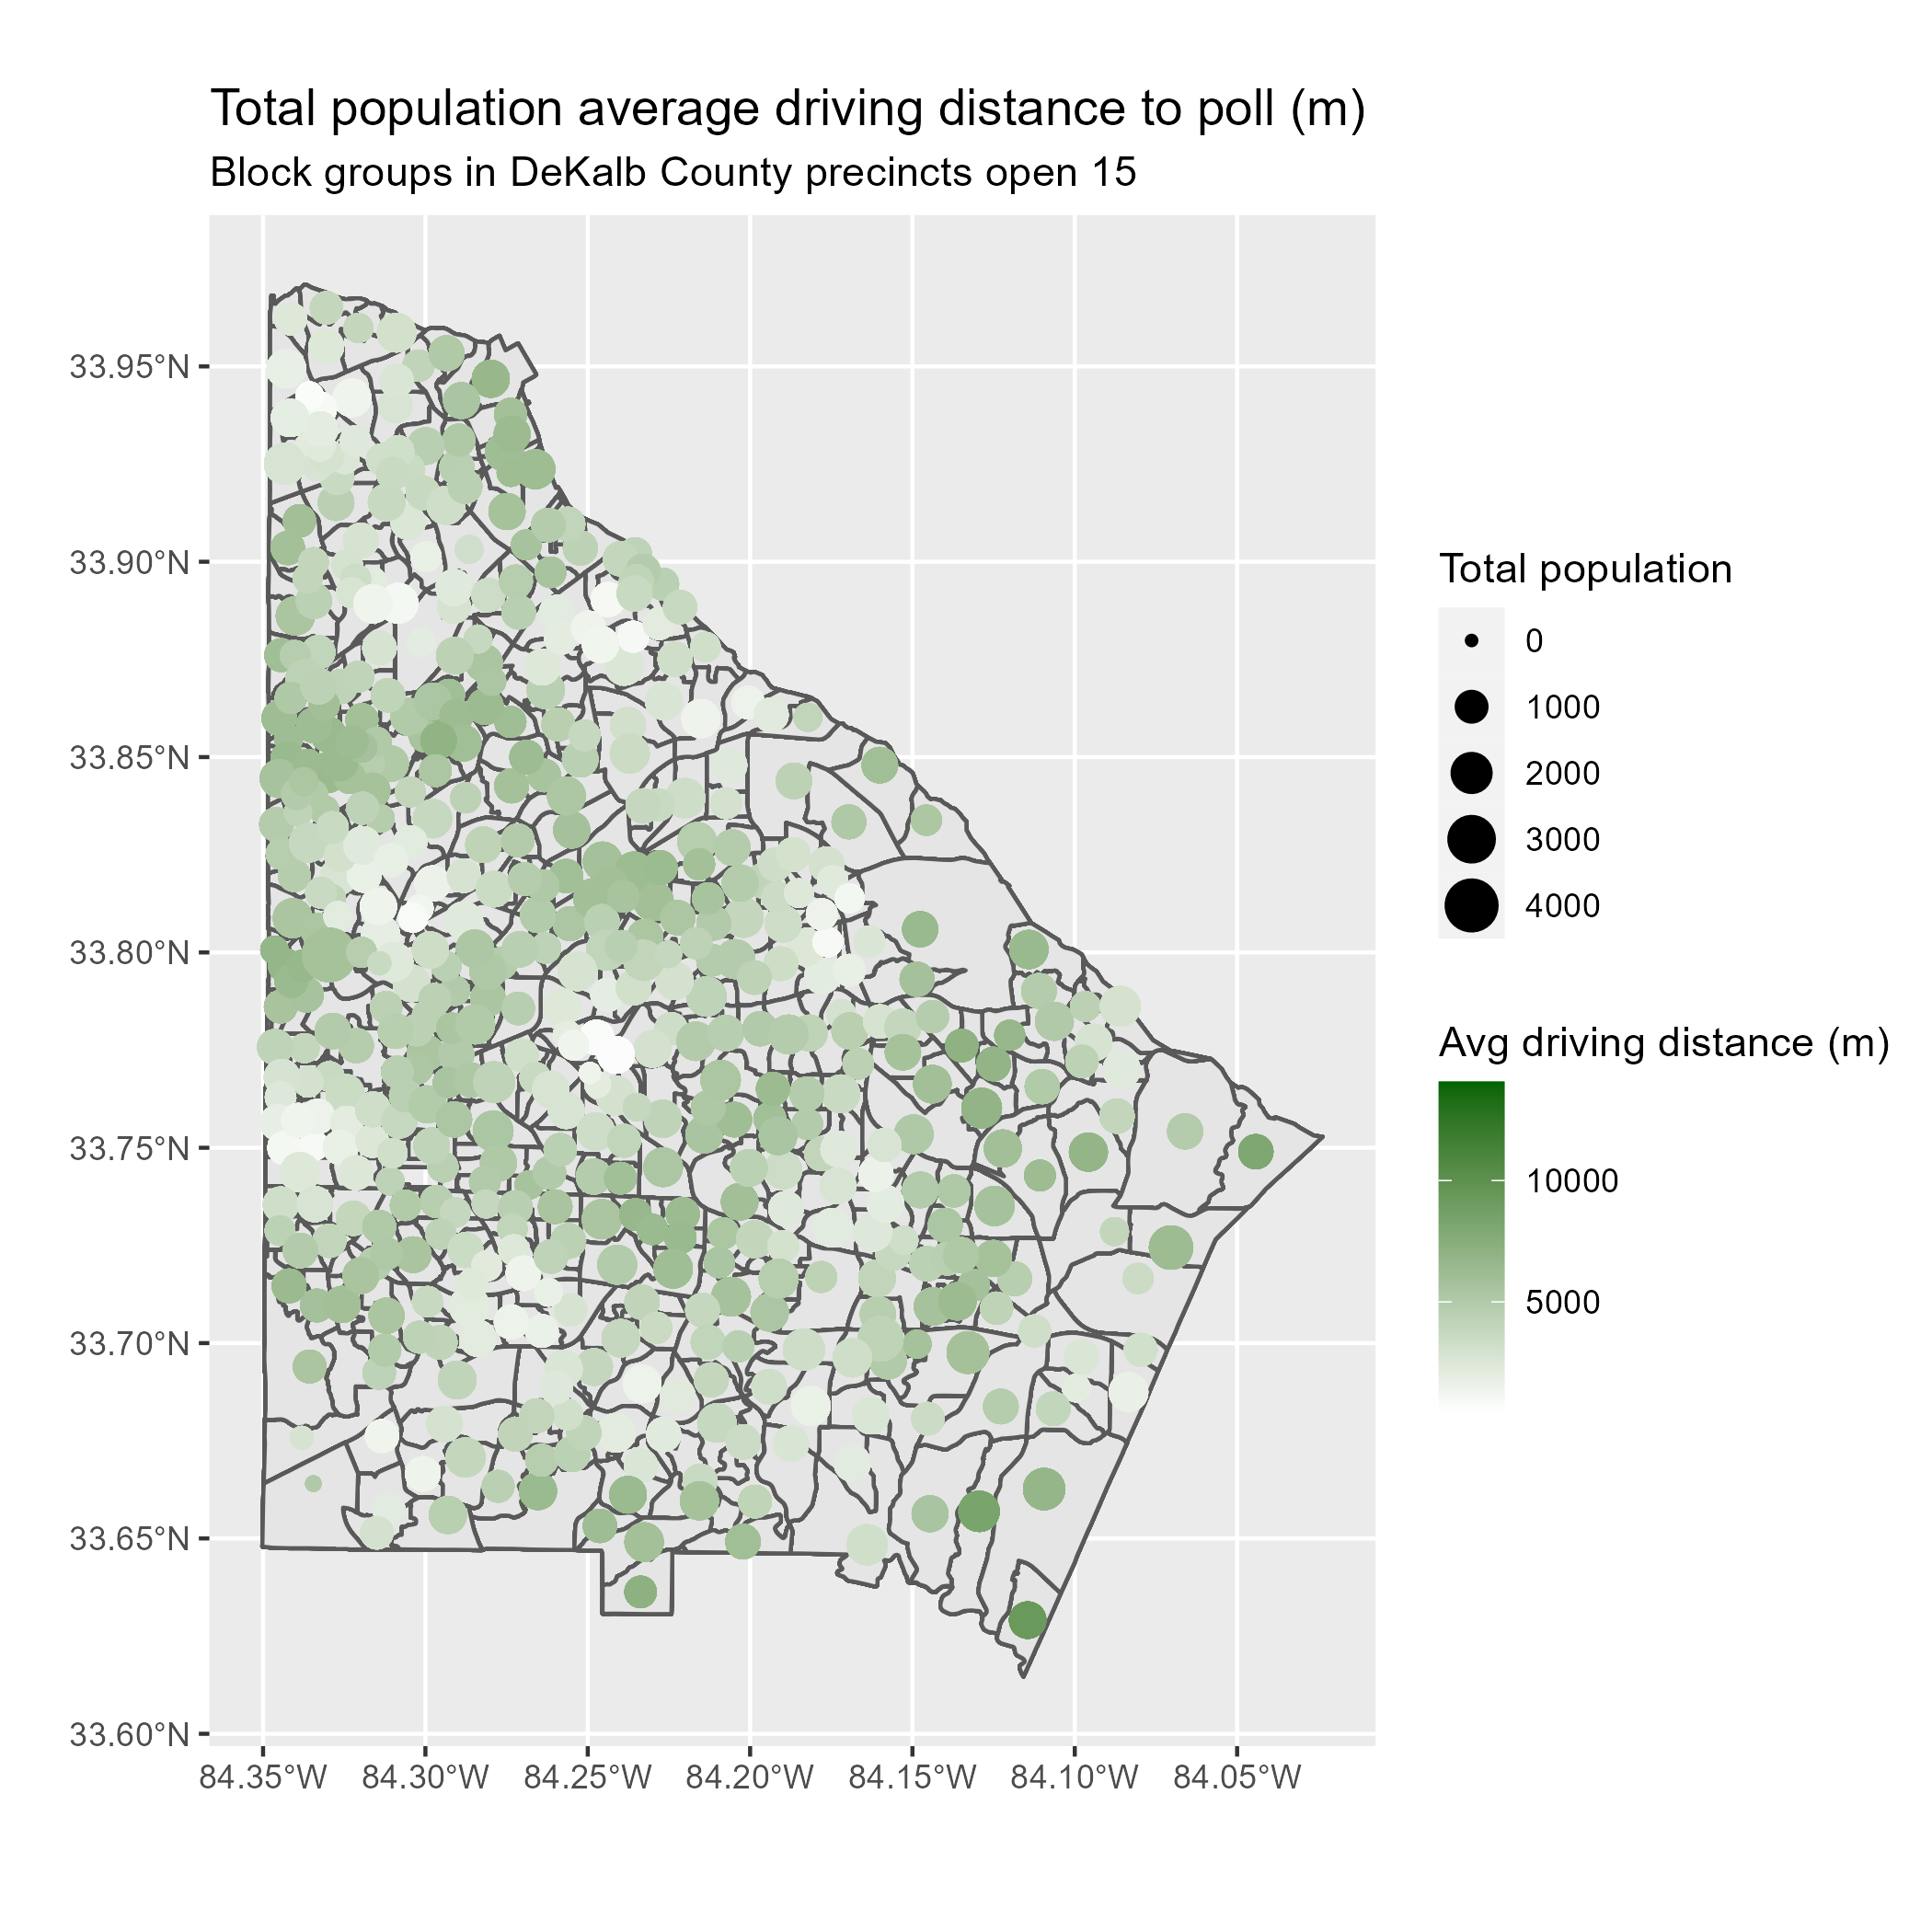 Total population average driving distance to poll (m)
Block groups in DeKalb County precincts open 15
33.95°N
33.90°N
33.85°N
33.80°N
33.75°N
33.70°N
33.65°N
33.60°N
84.35°W 84.30°W 84.25°W 84.20°W 84.15°W 84.10°W 84.05°W
Total population
0
1000
2000
3000
4000
Avg driving distance (m)
10000
5000